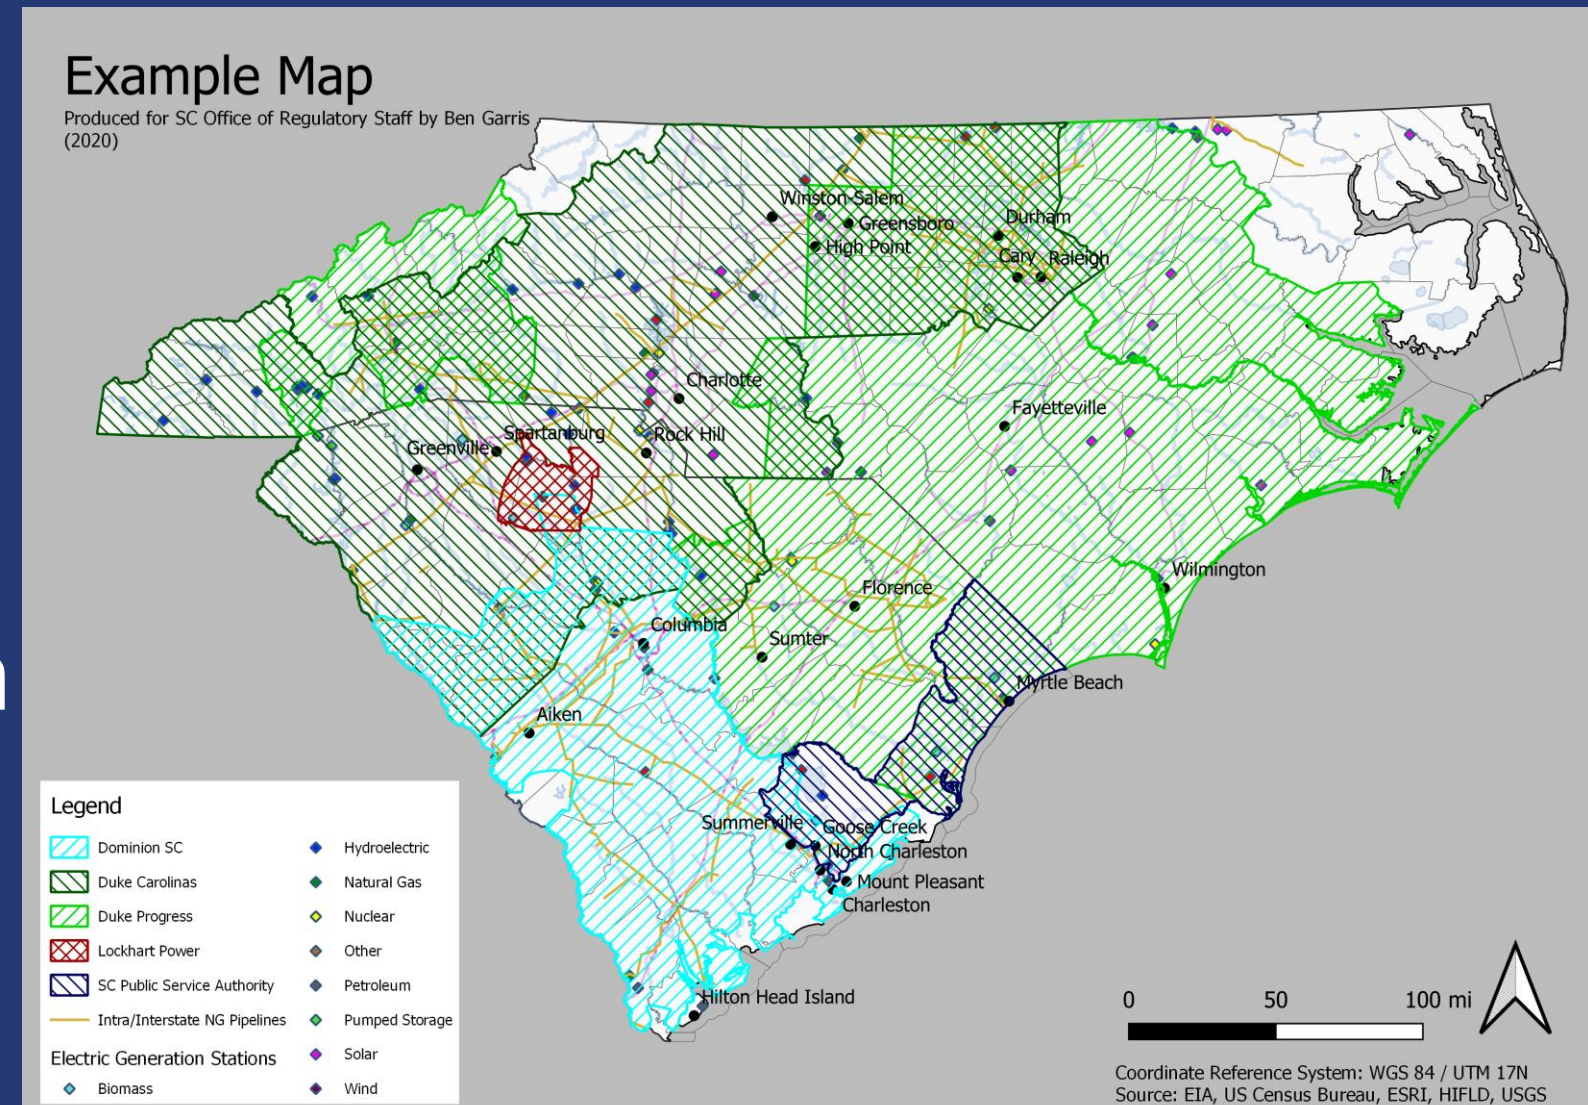 Example Map
Produced for SC Office of Regulatory Staff by Ben Garris
(2020)
Winston-Salem
Greensboro
Durham
High Point
Cary
Raleigh
Charlotte
Fayetteville
Spartanburg
Rock Hill
Greenville
Wilmington
Florence
Columbia
Sumter
Myrtle Beach
Aiken
Summerville
Goose Creek
North Charleston
Mount Pleasant
Charleston
Hilton Head Island
n
Legend
Dominion SC
Duke Carolinas
Duke Progress
Lockhart Power
SC Public Service Authority
Intra/Interstate NG Pipelines
Electric Generation Stations
Biomass
Hydroelectric
Natural Gas
Nuclear
Other
Petroleum
Pumped Storage
Solar
Wind
0 50 100 mi
Coordinate Reference System: WGS 84 / UTM 17N
Source: EIA, US Census Bureau, ESRI, HIFLD, USGS